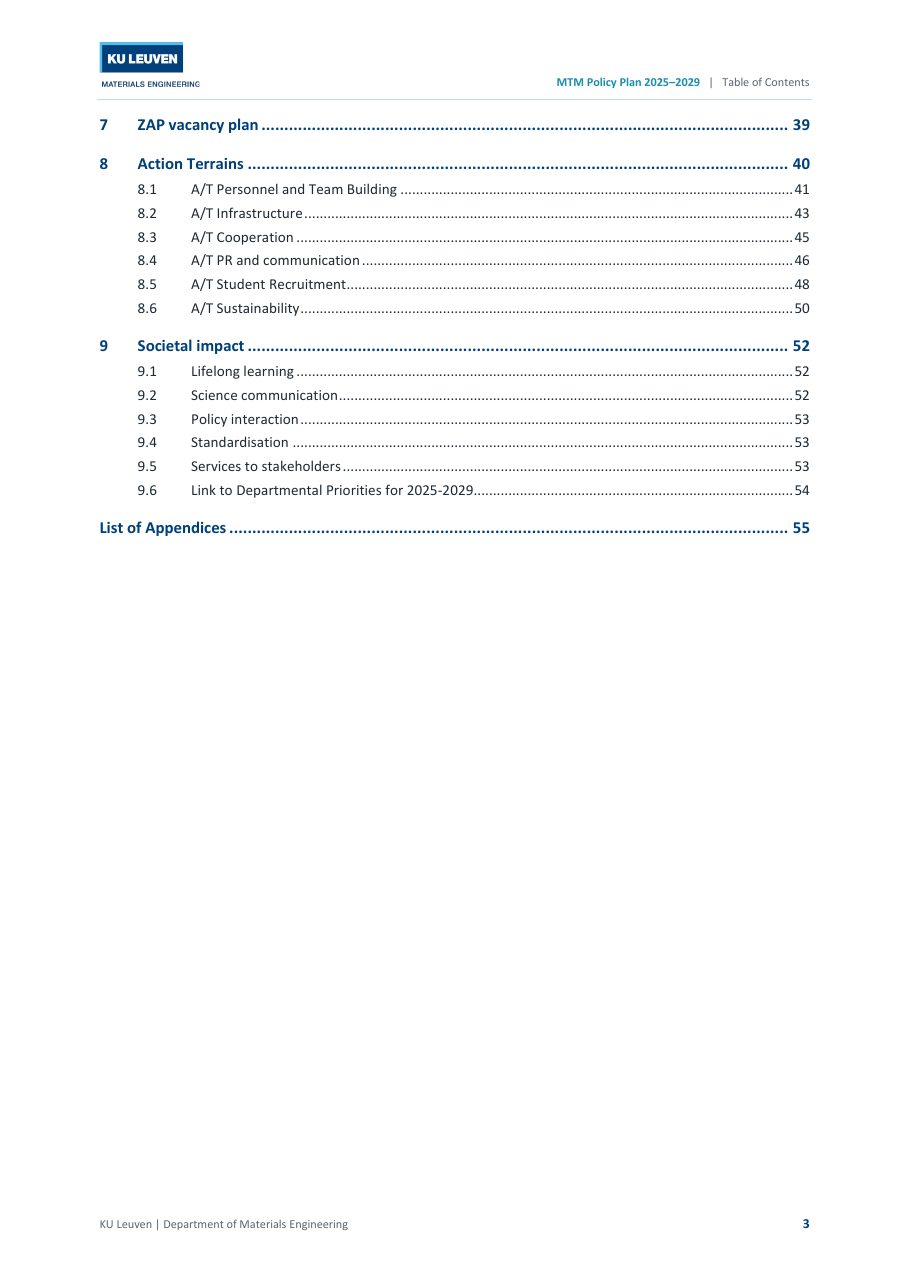 KU LEUVEN
MATERIALS ENGINEERING
MTM Policy Plan 2025–2029 | Table of Contents
7 ZAP vacancy plan ........................................ 39
8 Action Terrains ........................................ 40
8.1 A/T Personnel and Team Building ........................................ 41
8.2 A/T Infrastructure ........................................ 43
8.3 A/T Cooperation ........................................ 45
8.4 A/T PR and communication ........................................ 46
8.5 A/T Student Recruitment ........................................ 48
8.6 A/T Sustainability ........................................ 50
9 Societal impact ........................................ 52
9.1 Lifelong learning ........................................ 52
9.2 Science communication ........................................ 52
9.3 Policy interaction ........................................ 53
9.4 Standardisation ........................................ 53
9.5 Services to stakeholders ........................................ 53
9.6 Link to Departmental Priorities for 2025-2029 ........................................ 54
List of Appendices ........................................ 55
KU Leuven | Department of Materials Engineering 3